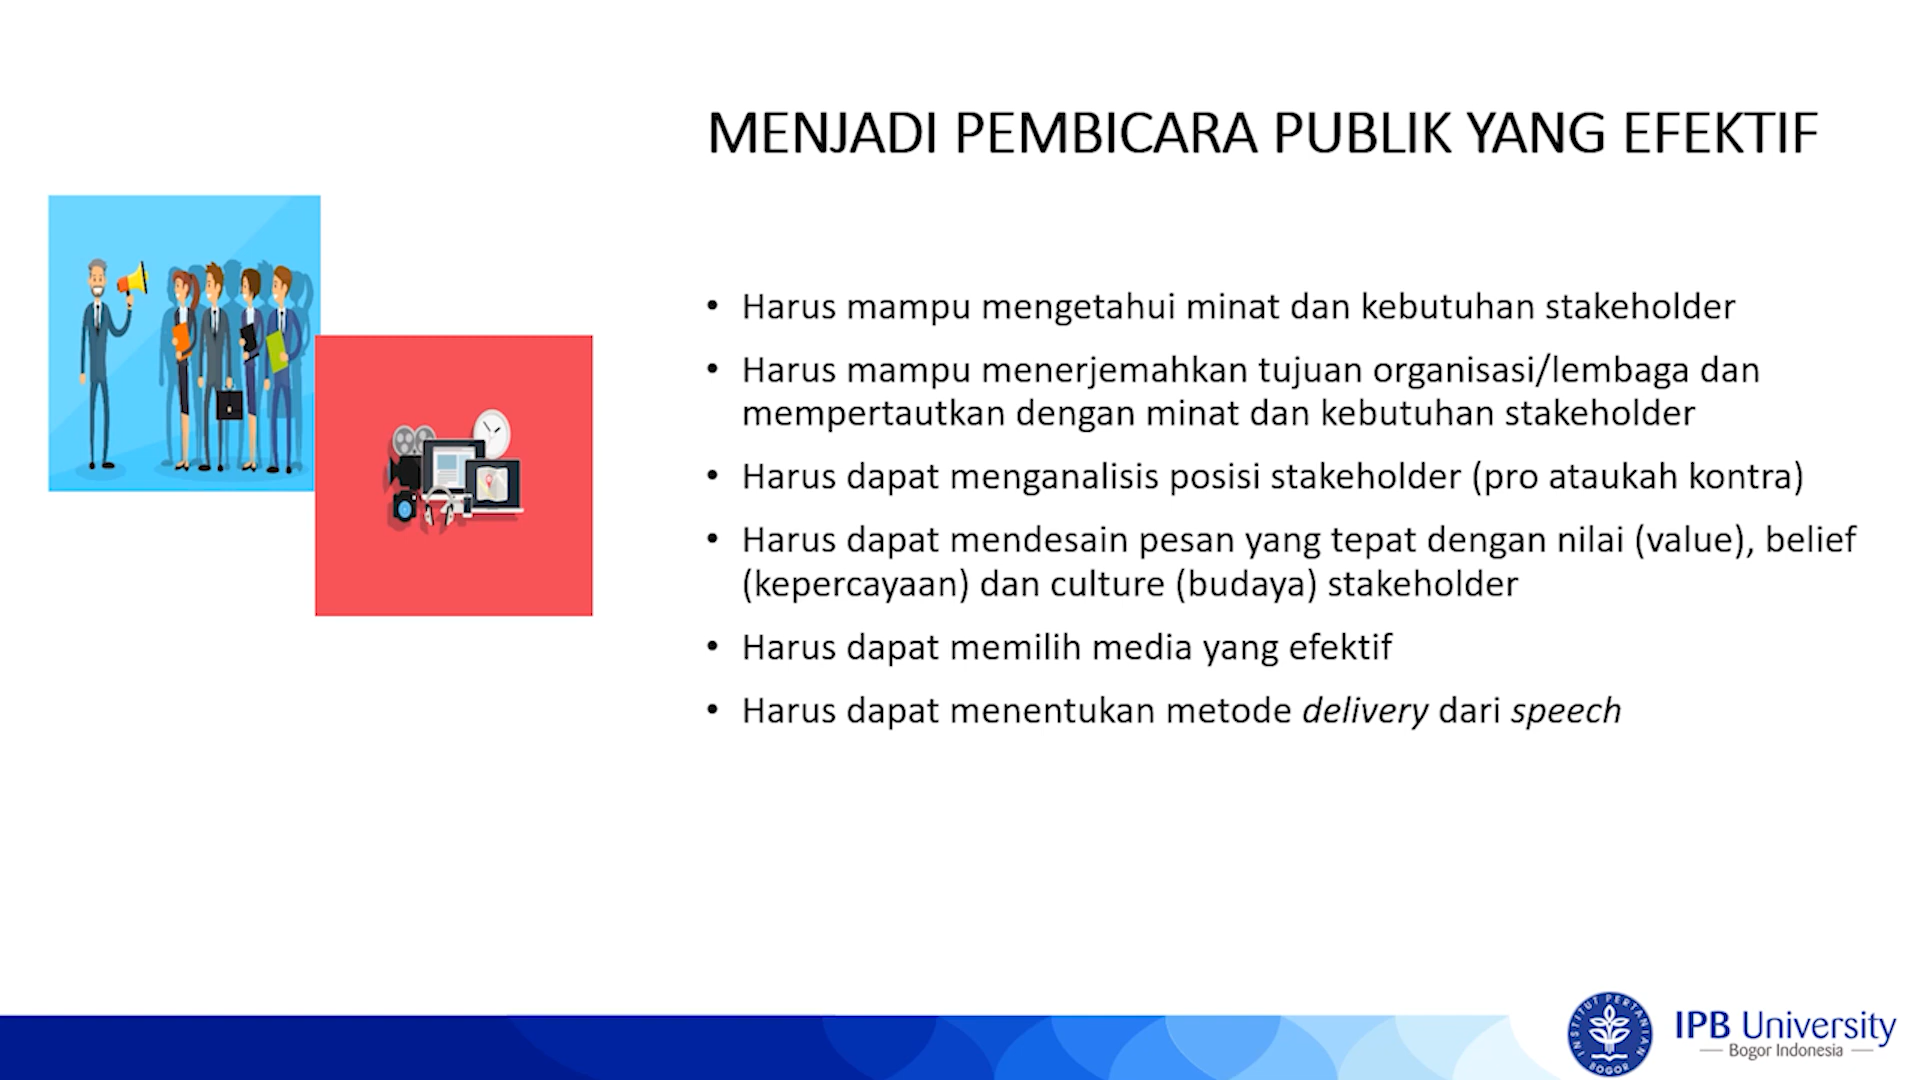 MENJADI PEMBICARA PUBLIK YANG EFEKTIF
• Harus mampu mengetahui minat dan kebutuhan stakeholder
• Harus mampu menerjemahkan tujuan organisasi/lembaga dan
mempertautkan dengan minat dan kebutuhan stakeholder
• Harus dapat menganalisis posisi stakeholder (pro ataukah kontra)
• Harus dapat mendesain pesan yang tepat dengan nilai (value), belief
(kepercayaan) dan culture (budaya) stakeholder
• Harus dapat memilih media yang efektif
• Harus dapat menentukan metode delivery dari speech
INSTITUT PERTANIAN
BOGOR
IPB University
Bogor Indonesia